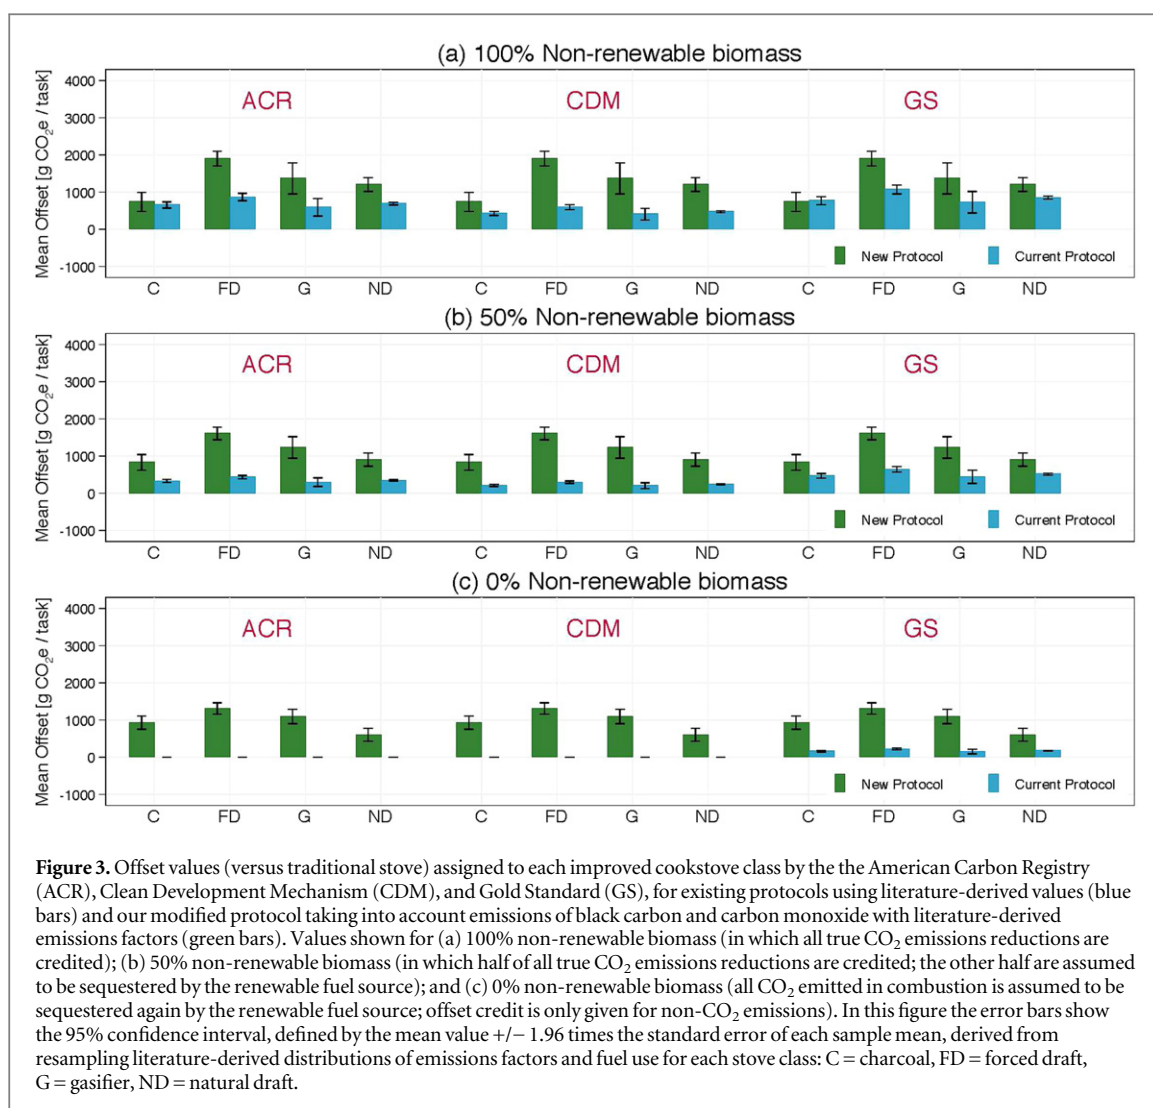 (a) 100% Non-renewable biomass
Mean Offset [g CO₂e / task]
4000
3000
2000
1000
0
-1000
ACR
CDM
GS
New Protocol
Current Protocol
C FD G ND C FD G ND C FD G ND
(b) 50% Non-renewable biomass
Mean Offset [g CO₂e / task]
4000
3000
2000
1000
0
-1000
ACR
CDM
GS
New Protocol
Current Protocol
C FD G ND C FD G ND C FD G ND
(c) 0% Non-renewable biomass
Mean Offset [g CO₂e / task]
4000
3000
2000
1000
0
-1000
ACR
CDM
GS
New Protocol
Current Protocol
C FD G ND C FD G ND C FD G ND
Figure 3. Offset values (versus traditional stove) assigned to each improved cookstove class by the the American Carbon Registry
(ACR), Clean Development Mechanism (CDM), and Gold Standard (GS), for existing protocols using literature-derived values (blue
bars) and our modified protocol taking into account emissions of black carbon and carbon monoxide with literature-derived
emissions factors (green bars). Values shown for (a) 100% non-renewable biomass (in which all true CO₂ emissions reductions are
credited); (b) 50% non-renewable biomass (in which half of all true CO₂ emissions reductions are credited; the other half are assumed
to be sequestered by the renewable fuel source); and (c) 0% non-renewable biomass (all CO₂ emitted in combustion is assumed to be
sequestered again by the renewable fuel source; offset credit is only given for non-CO₂ emissions). In this figure the error bars show
the 95% confidence interval, defined by the mean value +/− 1.96 times the standard error of each sample mean, derived from
resampling literature-derived distributions of emissions factors and fuel use for each stove class: C = charcoal, FD = forced draft,
G = gasifier, ND = natural draft.